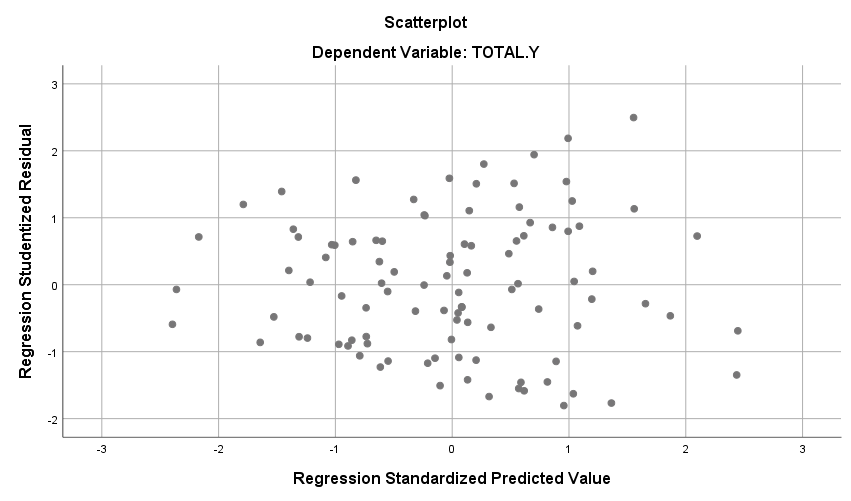 Scatterplot
Dependent Variable: TOTAL.Y
Regression Studentized Residual
3
2
1
0
-1
-2
-3 -2 -1 0 1 2 3
Regression Standardized Predicted Value